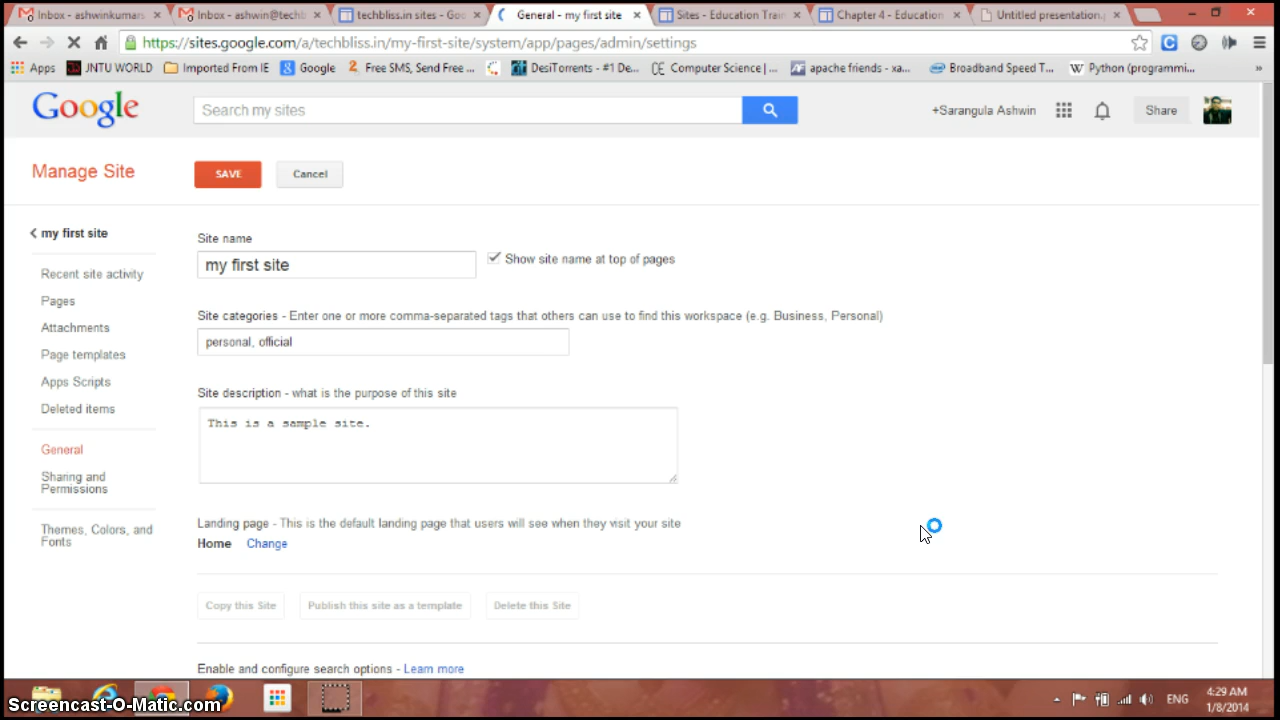 Inbox - ashwinkumars
Inbox - ashwin@techb
techbliss.in sites - Goo
General - my first site
Sites - Education Train
Chapter 4 - Education
Untitled presentation.
https://sites.google.com/a/techbliss.in/my-first-site/system/app/pages/admin/settings
Apps
JNTU WORLD
Imported From IE
Google
Free SMS, Send Free ...
DesiTorrents - #1 De...
Computer Science | ...
apache friends - xa...
Broadband Speed T...
Python (programmi...
»
Google
Search my sites
+Sarangula Ashwin
Share
Manage Site
SAVE
Cancel
my first site
Recent site activity
Pages
Attachments
Page templates
Apps Scripts
Deleted items
General
Sharing and
Permissions
Themes, Colors, and
Fonts
Site name
my first site
Show site name at top of pages
Site categories - Enter one or more comma-separated tags that others can use to find this workspace (e.g. Business, Personal)
personal, official
Site description - what is the purpose of this site
This is a sample site.
Landing page - This is the default landing page that users will see when they visit your site
Home Change
Copy this Site
Publish this site as a template
Delete this Site
Enable and configure search options - Learn more
ENG
4:29 AM
1/8/2014
Screencast-O-Matic.com